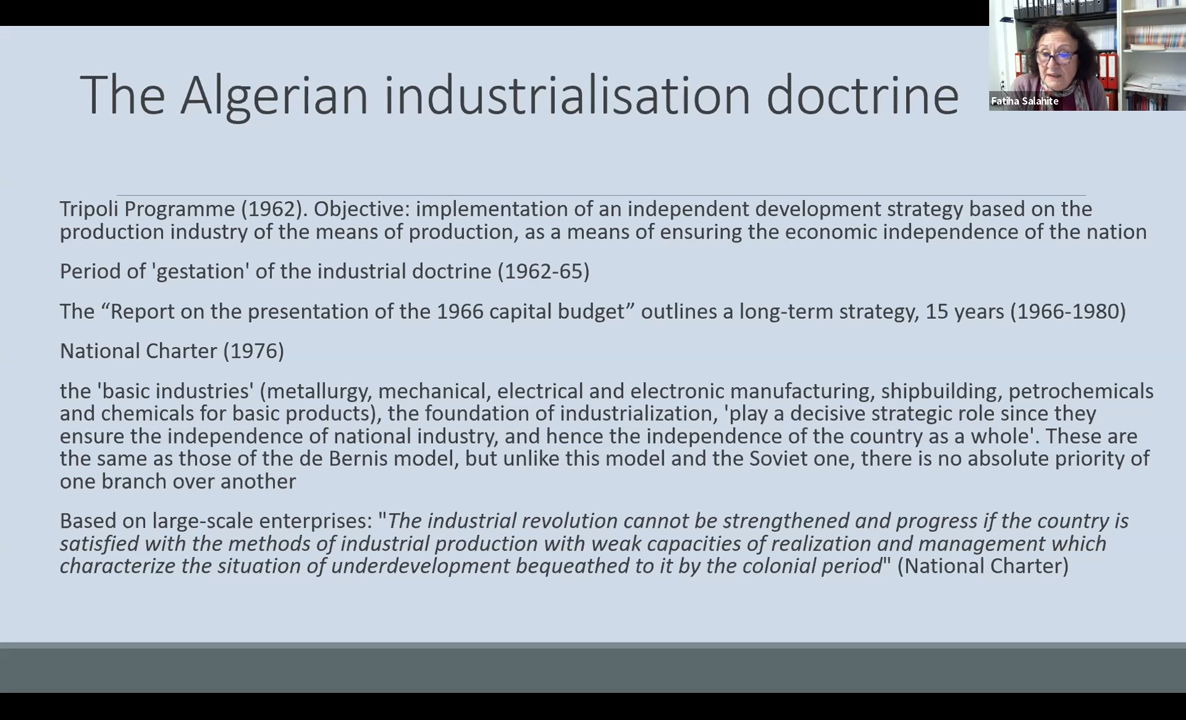 The Algerian industrialisation doctrine
Fatiha Salahite
Tripoli Programme (1962). Objective: implementation of an independent development strategy based on the
production industry of the means of production, as a means of ensuring the economic independence of the nation
Period of 'gestation' of the industrial doctrine (1962-65)
The “Report on the presentation of the 1966 capital budget” outlines a long-term strategy, 15 years (1966-1980)
National Charter (1976)
the 'basic industries' (metallurgy, mechanical, electrical and electronic manufacturing, shipbuilding, petrochemicals
and chemicals for basic products), the foundation of industrialization, 'play a decisive strategic role since they
ensure the independence of national industry, and hence the independence of the country as a whole'. These are
the same as those of the de Bernis model, but unlike this model and the Soviet one, there is no absolute priority of
one branch over another
Based on large-scale enterprises: "The industrial revolution cannot be strengthened and progress if the country is
satisfied with the methods of industrial production with weak capacities of realization and management which
characterize the situation of underdevelopment bequeathed to it by the colonial period" (National Charter)